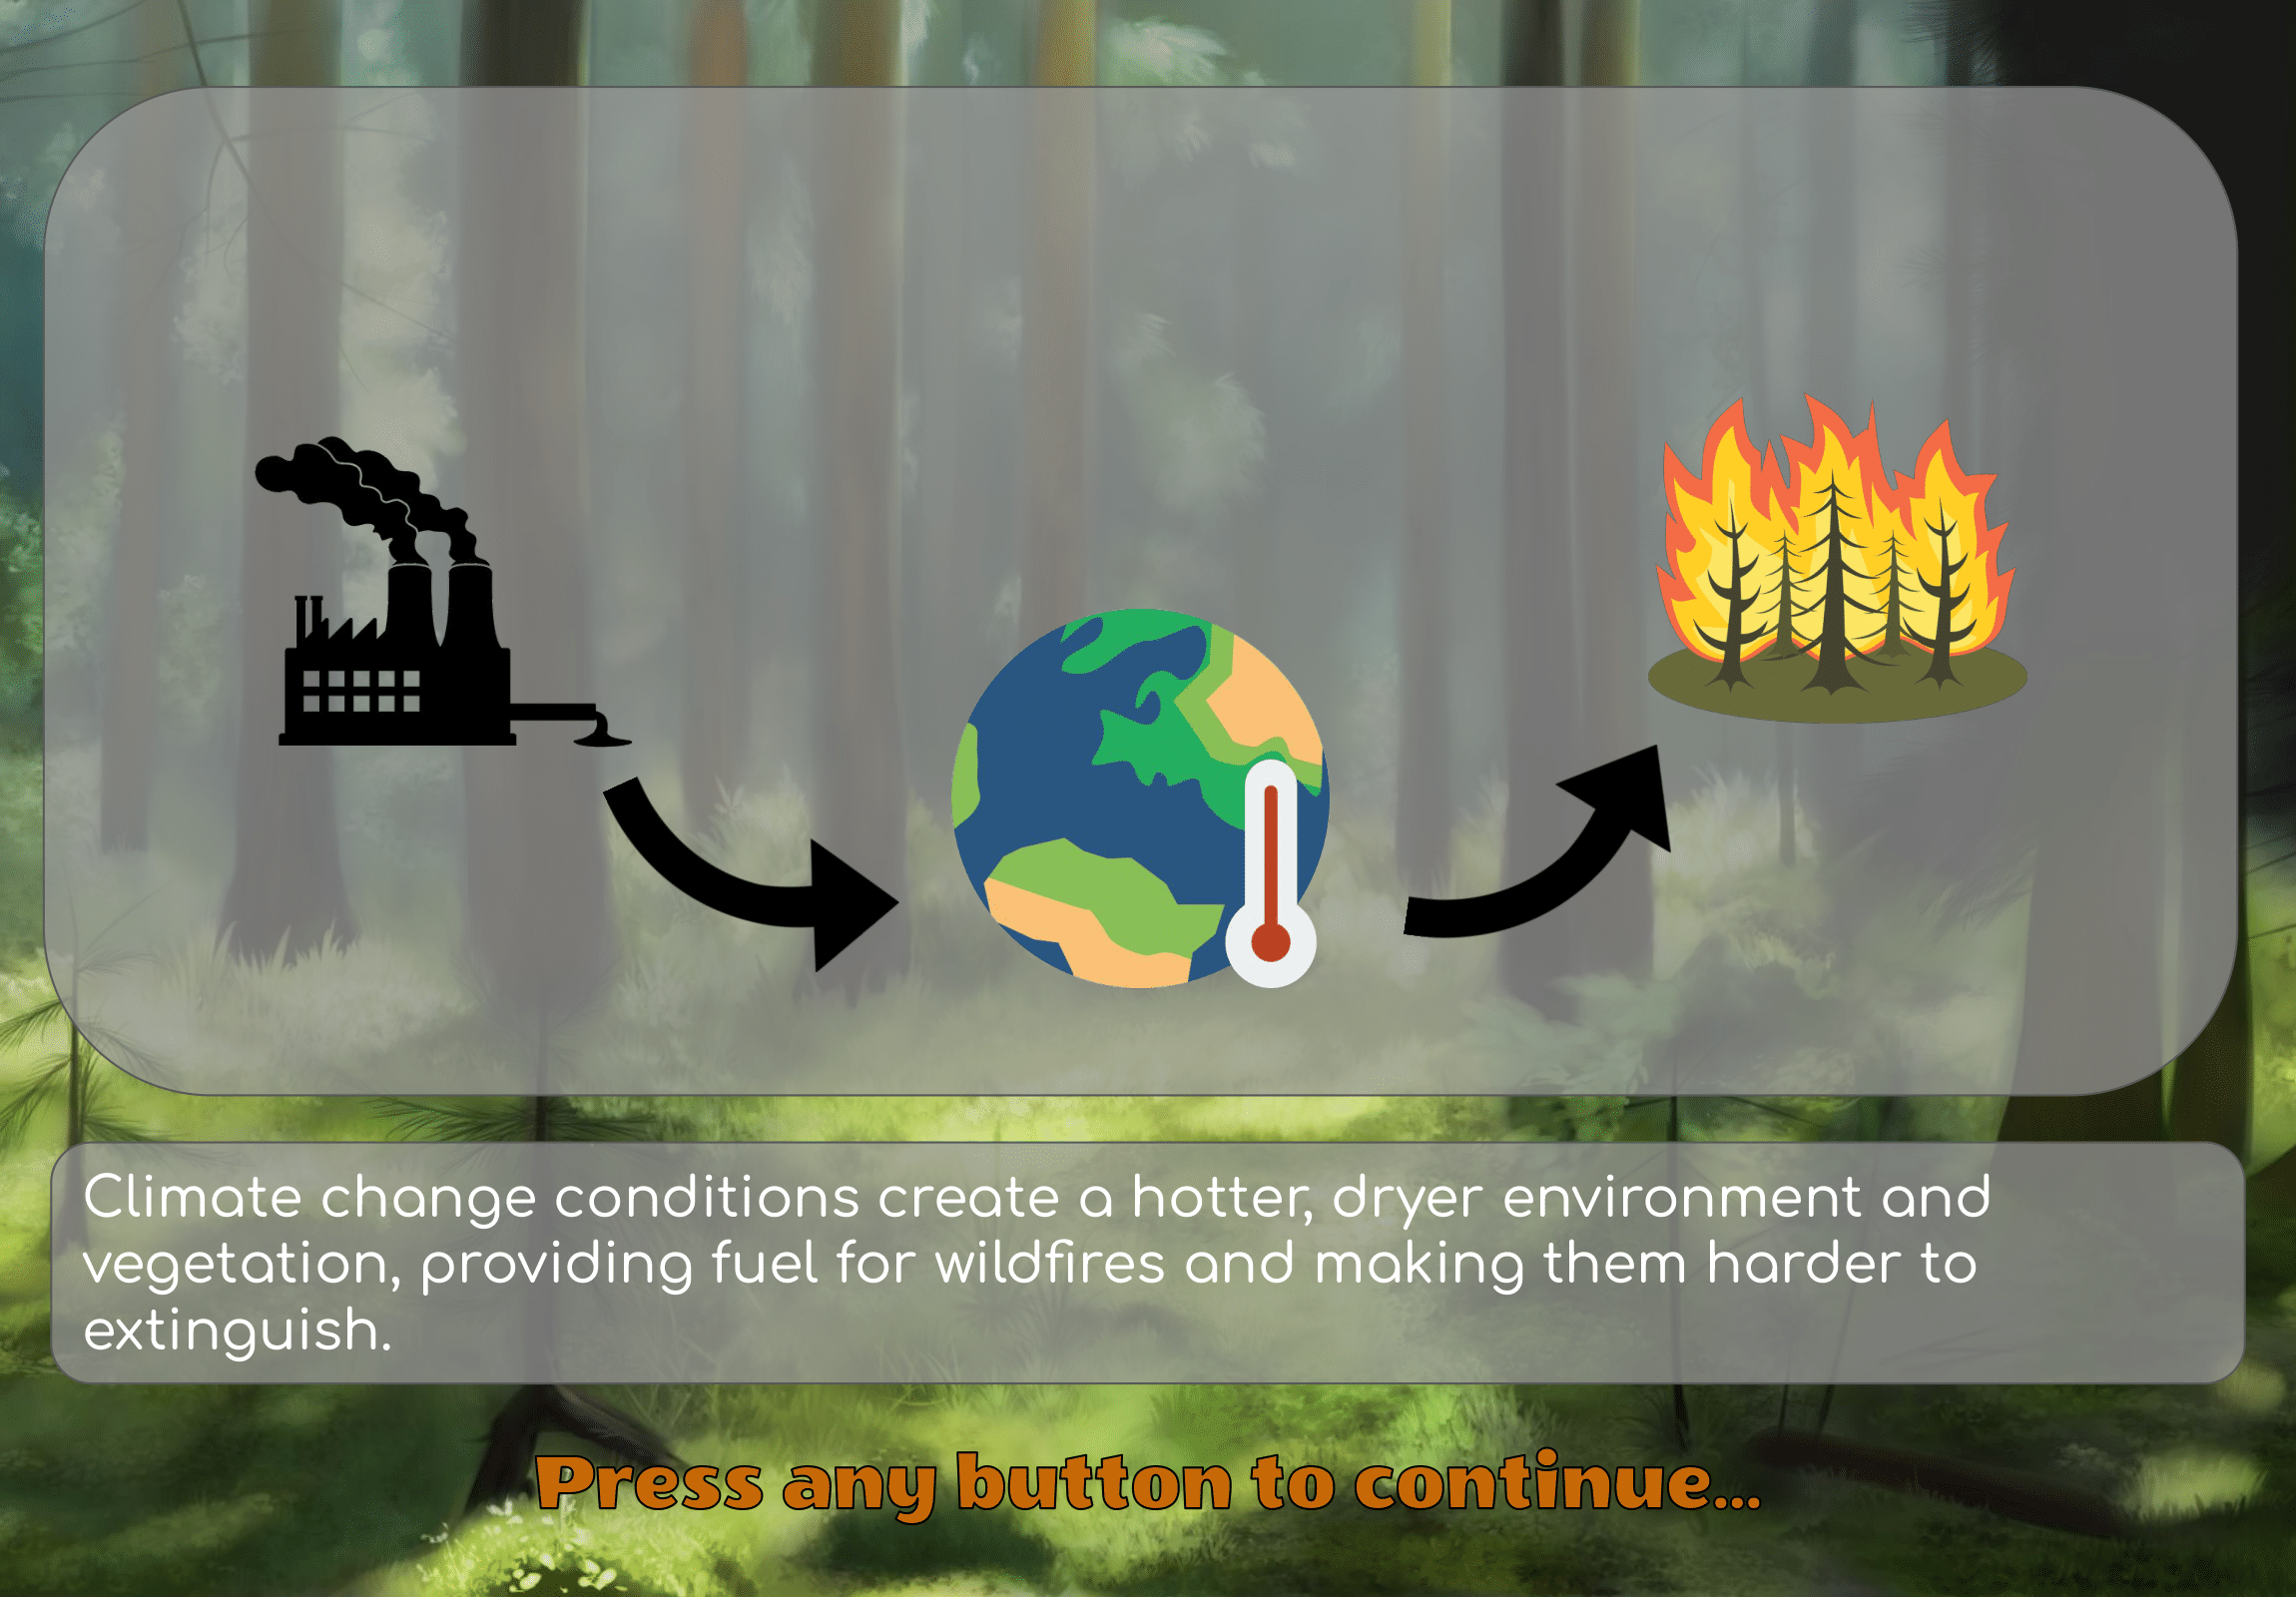 Climate change conditions create a hotter, dryer environment and
vegetation, providing fuel for wildfires and making them harder to
extinguish.
Press any button to continue...